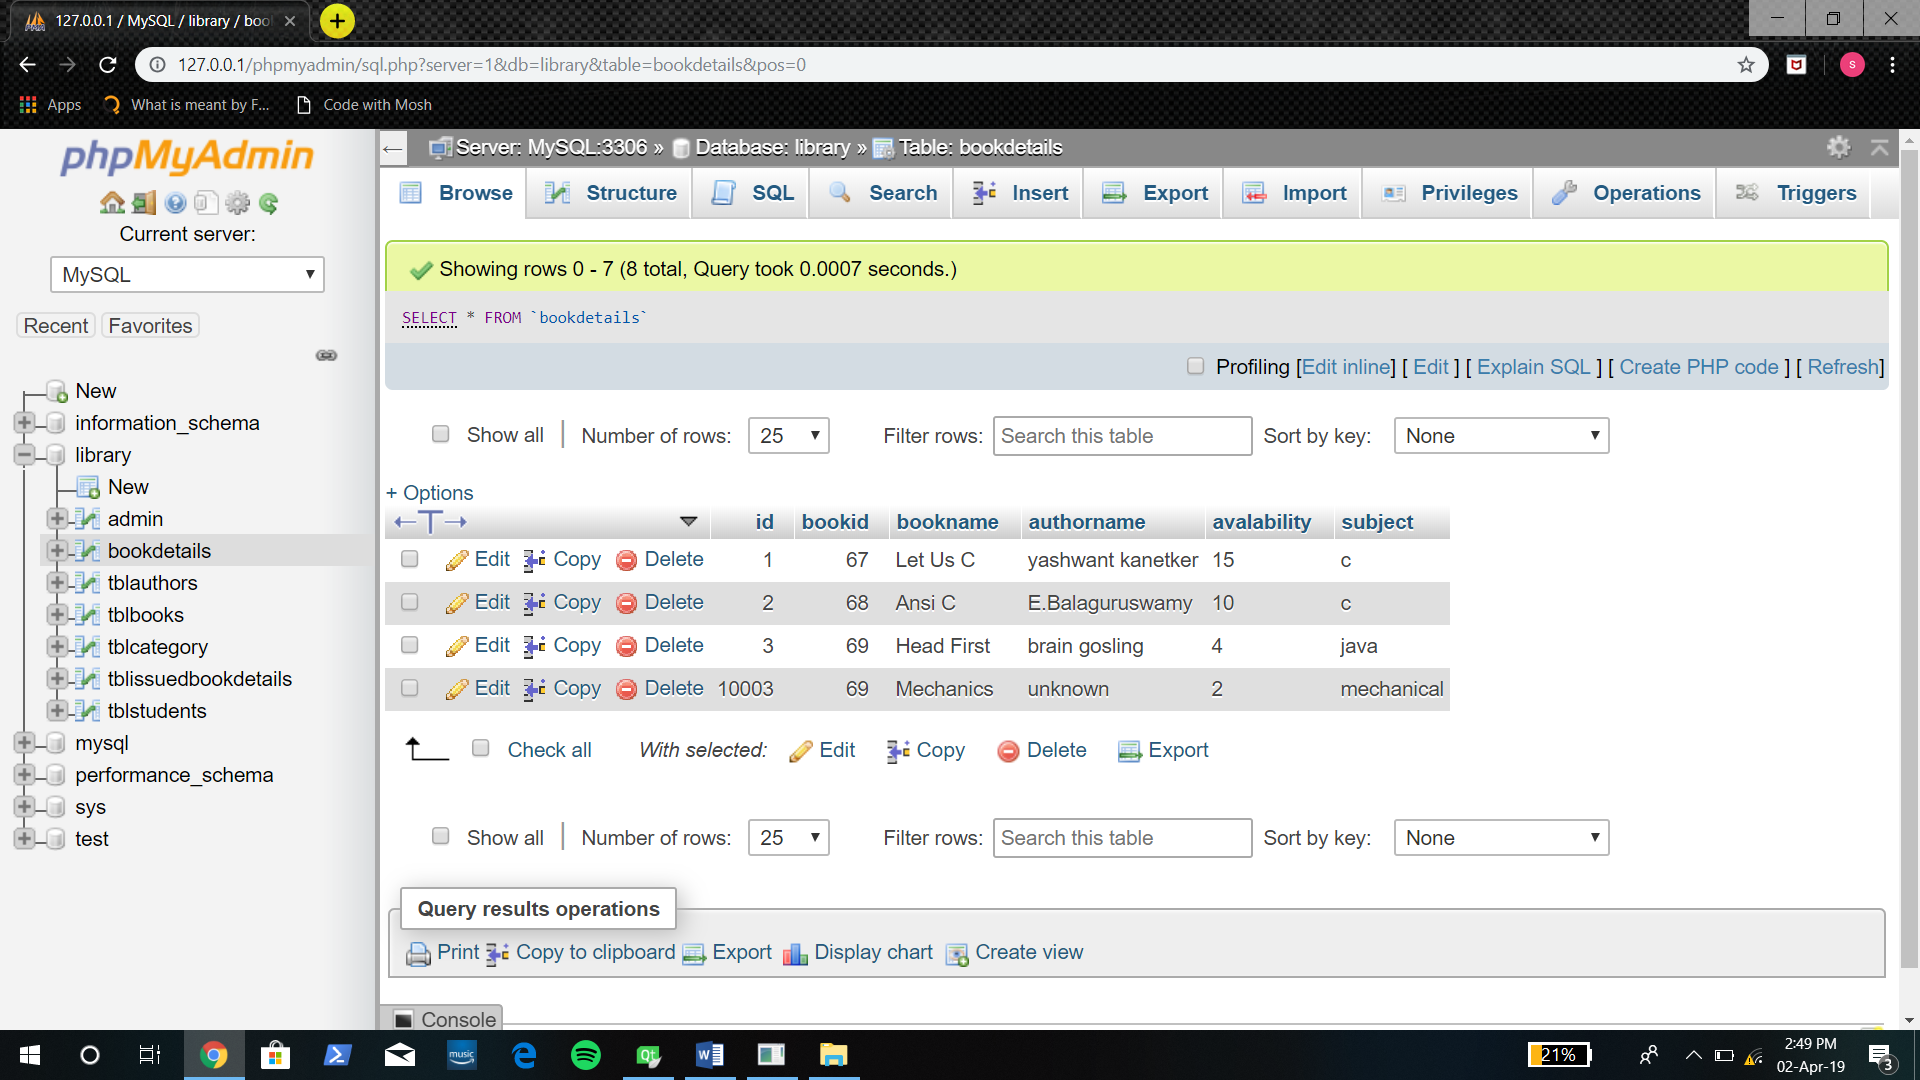 127.0.0.1 / MySQL / library / boo
127.0.0.1/phpmyadmin/sql.php?server=1&db=library&table=bookdetails&pos=0
S
Apps What is meant by F... Code with Mosh
phpMyAdmin
Current server:
MySQL
Recent Favorites
New
information_schema
library
New
admin
bookdetails
tblauthors
tblbooks
tblcategory
tblissuedbookdetails
tblstudents
mysql
performance_schema
sys
test
Server: MySQL:3306 » Database: library » Table: bookdetails
Browse Structure SQL Search Insert Export Import Privileges Operations Triggers
Showing rows 0 - 7 (8 total, Query took 0.0007 seconds.)
SELECT * FROM `bookdetails`
Profiling [Edit inline] [ Edit ] [ Explain SQL ] [ Create PHP code ] [ Refresh]
Show all Number of rows: 25 Filter rows: Search this table Sort by key: None
+ Options
←T→ id bookid bookname authorname avalability subject
Edit Copy Delete 1 67 Let Us C yashwant kanetker 15 c
Edit Copy Delete 2 68 Ansi C E.Balaguruswamy 10 c
Edit Copy Delete 3 69 Head First brain gosling 4 java
Edit Copy Delete 10003 69 Mechanics unknown 2 mechanical
Check all With selected: Edit Copy Delete Export
Show all Number of rows: 25 Filter rows: Search this table Sort by key: None
Query results operations
Print Copy to clipboard Export Display chart Create view
Console
music
Qt
W
21%
2:49 PM
02-Apr-19
3